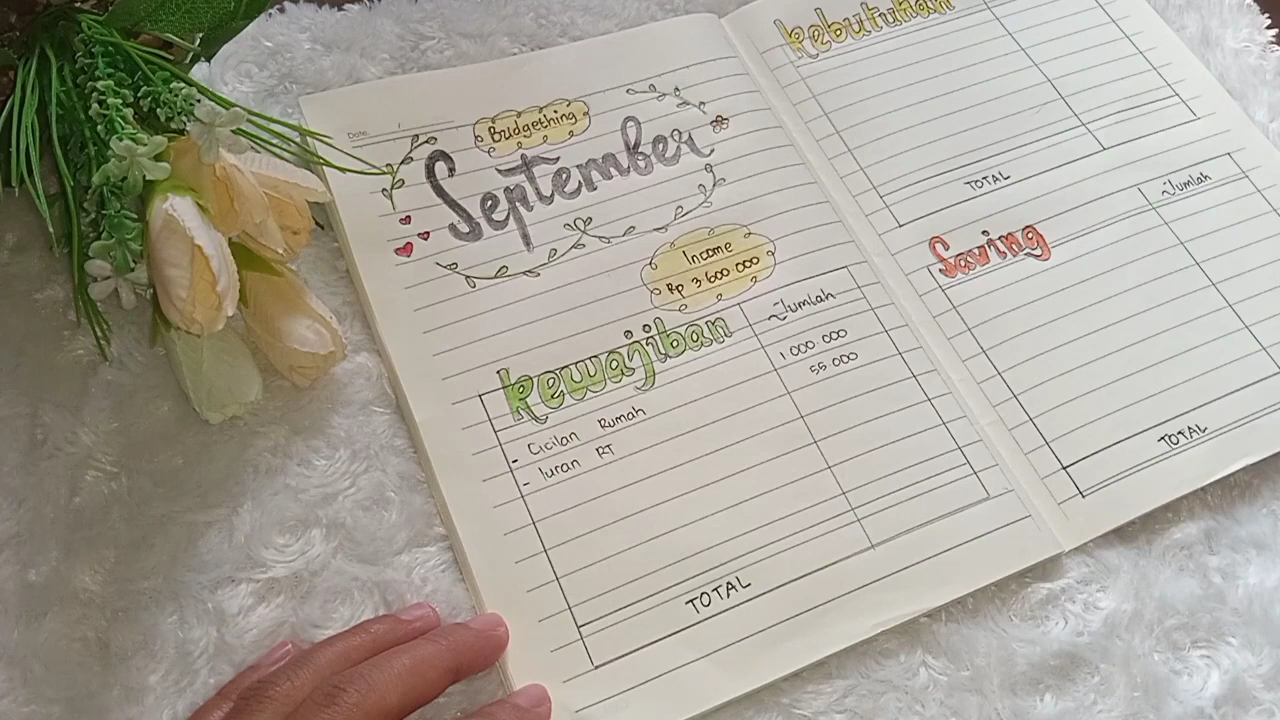 Date. /
Budgething
September
Income
Rp 3.600.000
kewajiban
Jumlah
- Cicilan Rumah 1.000.000
- Iuran RT 55.000
TOTAL
kebutuhan
TOTAL
Saving
Jumlah
TOTAL